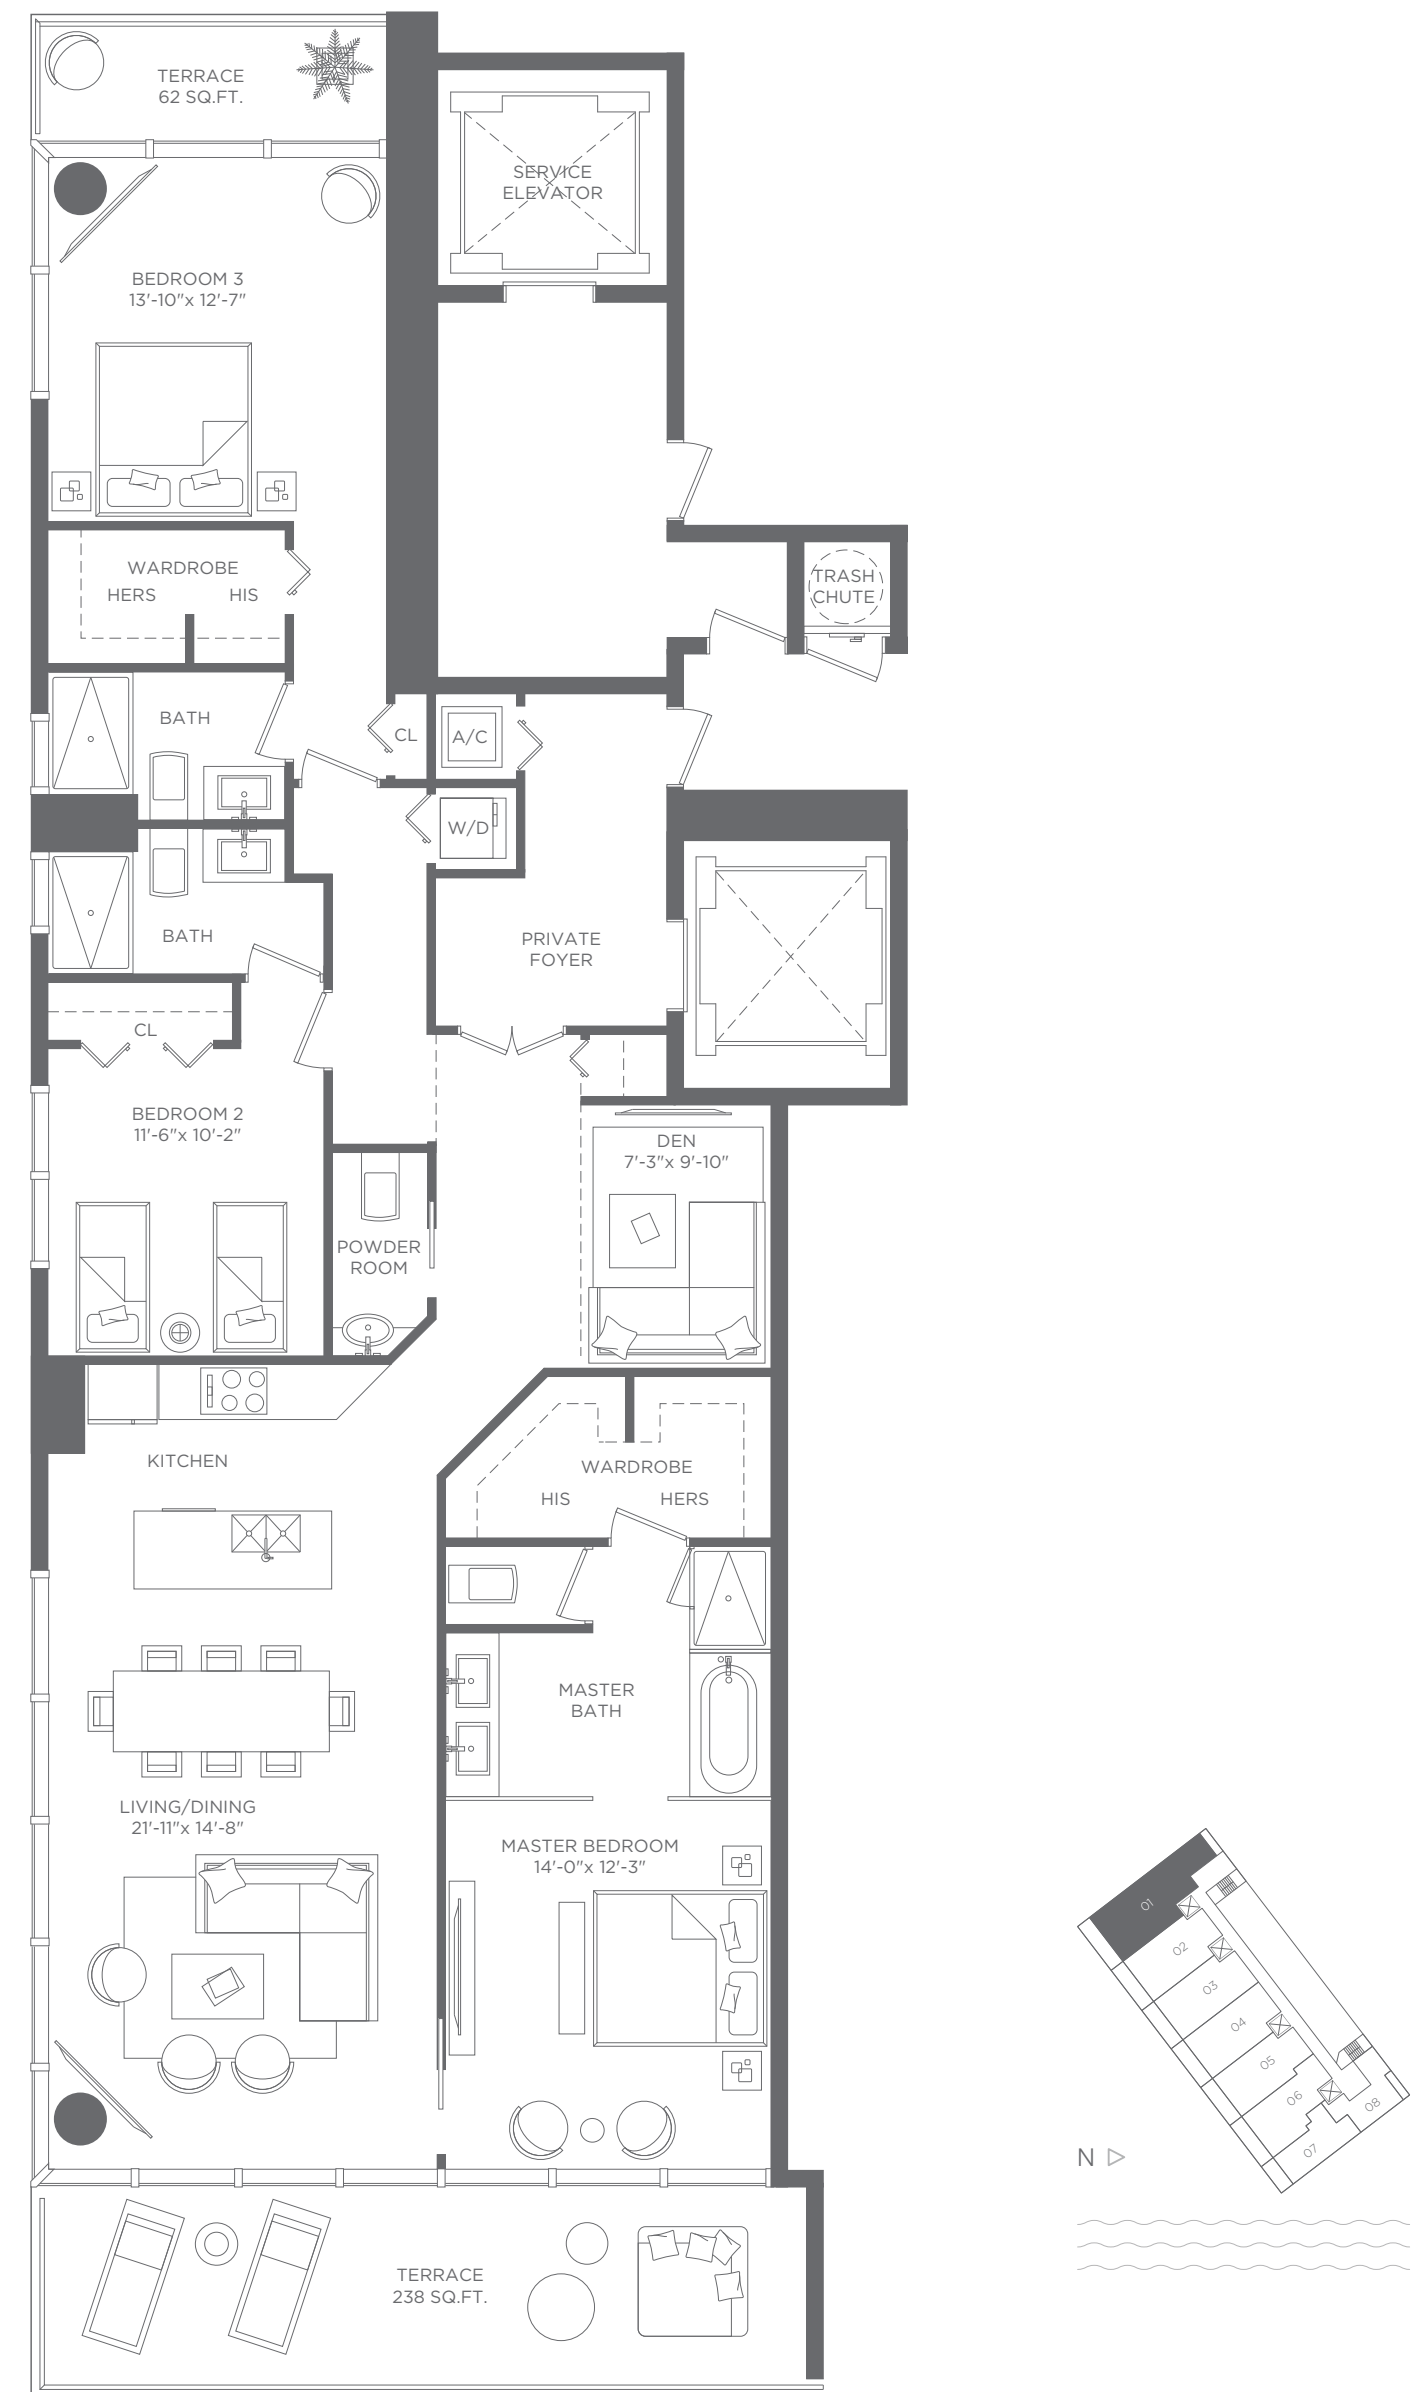 TERRACE
62 SQ.FT.
SERVICE
ELEVATOR
BEDROOM 3
13'-10"x 12'-7"
WARDROBE
HERS HIS
TRASH
CHUTE
BATH
CL
A/C
W/D
BATH
PRIVATE
FOYER
CL
BEDROOM 2
11'-6"x 10'-2"
DEN
7'-3"x 9'-10"
POWDER
ROOM
KITCHEN
WARDROBE
HIS HERS
MASTER
BATH
LIVING/DINING
21'-11"x 14'-8"
MASTER BEDROOM
14'-0"x 12'-3"
01
02
03
04
05
06
07
08
N
TERRACE
238 SQ.FT.